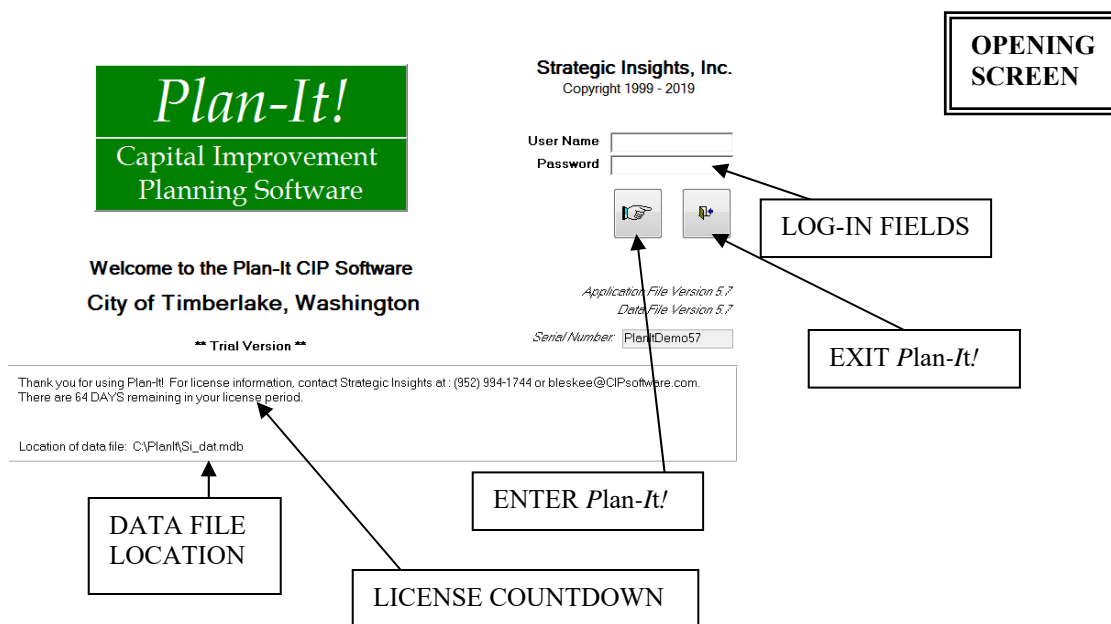 OPENING
SCREEN
Strategic Insights, Inc.
Copyright 1999 - 2019
Plan-It!
Capital Improvement
Planning Software
User Name
Password
LOG-IN FIELDS
Welcome to the Plan-It CIP Software
City of Timberlake, Washington
Application File Version 5.7
Data File Version 5.7
** Trial Version **
Serial Number: PlanItDemo57
EXIT Plan-It!
Thank you for using Plan-It! For license information, contact Strategic Insights at : (952) 994-1744 or bleskee@CIPsoftware.com.
There are 64 DAYS remaining in your license period.
Location of data file: C:\PlanIt\Si_dat.mdb
ENTER Plan-It!
DATA FILE
LOCATION
LICENSE COUNTDOWN